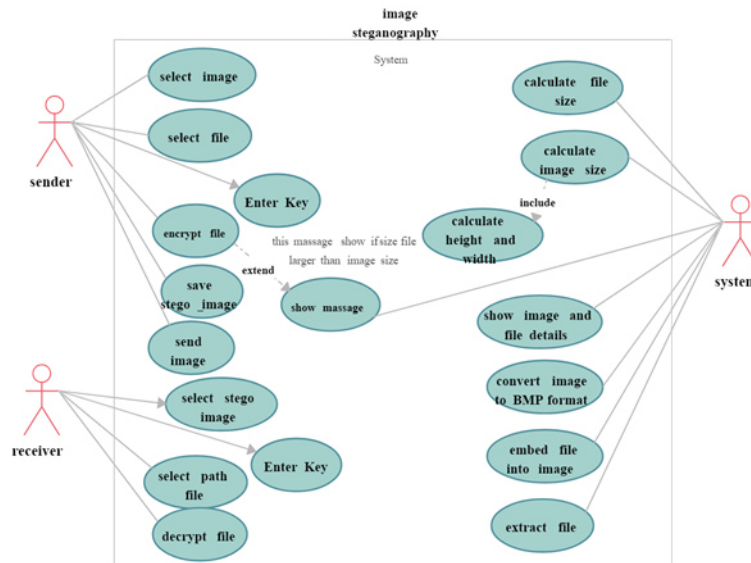 image
steganography
System
select image
select file
sender
Enter Key
encrypt file
this massage show if size file
larger than image size
extend
save
stego _image
show massage
send
image
select stego
image
receiver
Enter Key
select path
file
decrypt file
calculate file
size
calculate
image size
include
calculate
height and
width
system
show image and
file details
convert image
to BMP format
embed file
into image
extract file